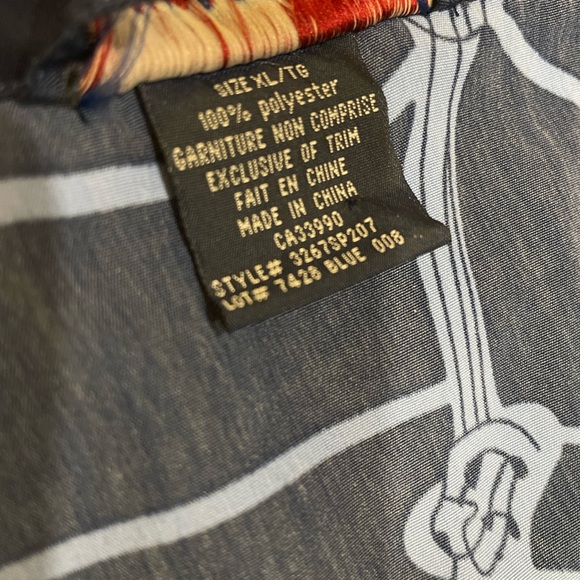 SIZE XL/TG
100% polyester
GARNITURE NON COMPRISE
EXCLUSIVE OF TRIM
FAIT EN CHINE
MADE IN CHINA
CA33990
STYLE# 3267SP207
LOT# 7428 BLUE 008